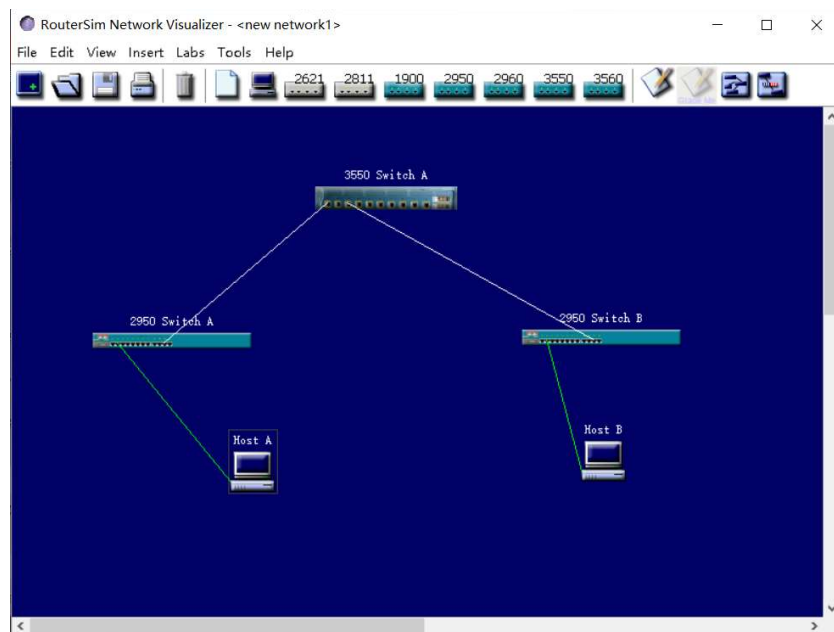 RouterSim Network Visualizer - <new network1>
File Edit View Insert Labs Tools Help
2621 2811 1900 2950 2960 3550 3560
3550 Switch A
2950 Switch A
2950 Switch B
Host A
Host B